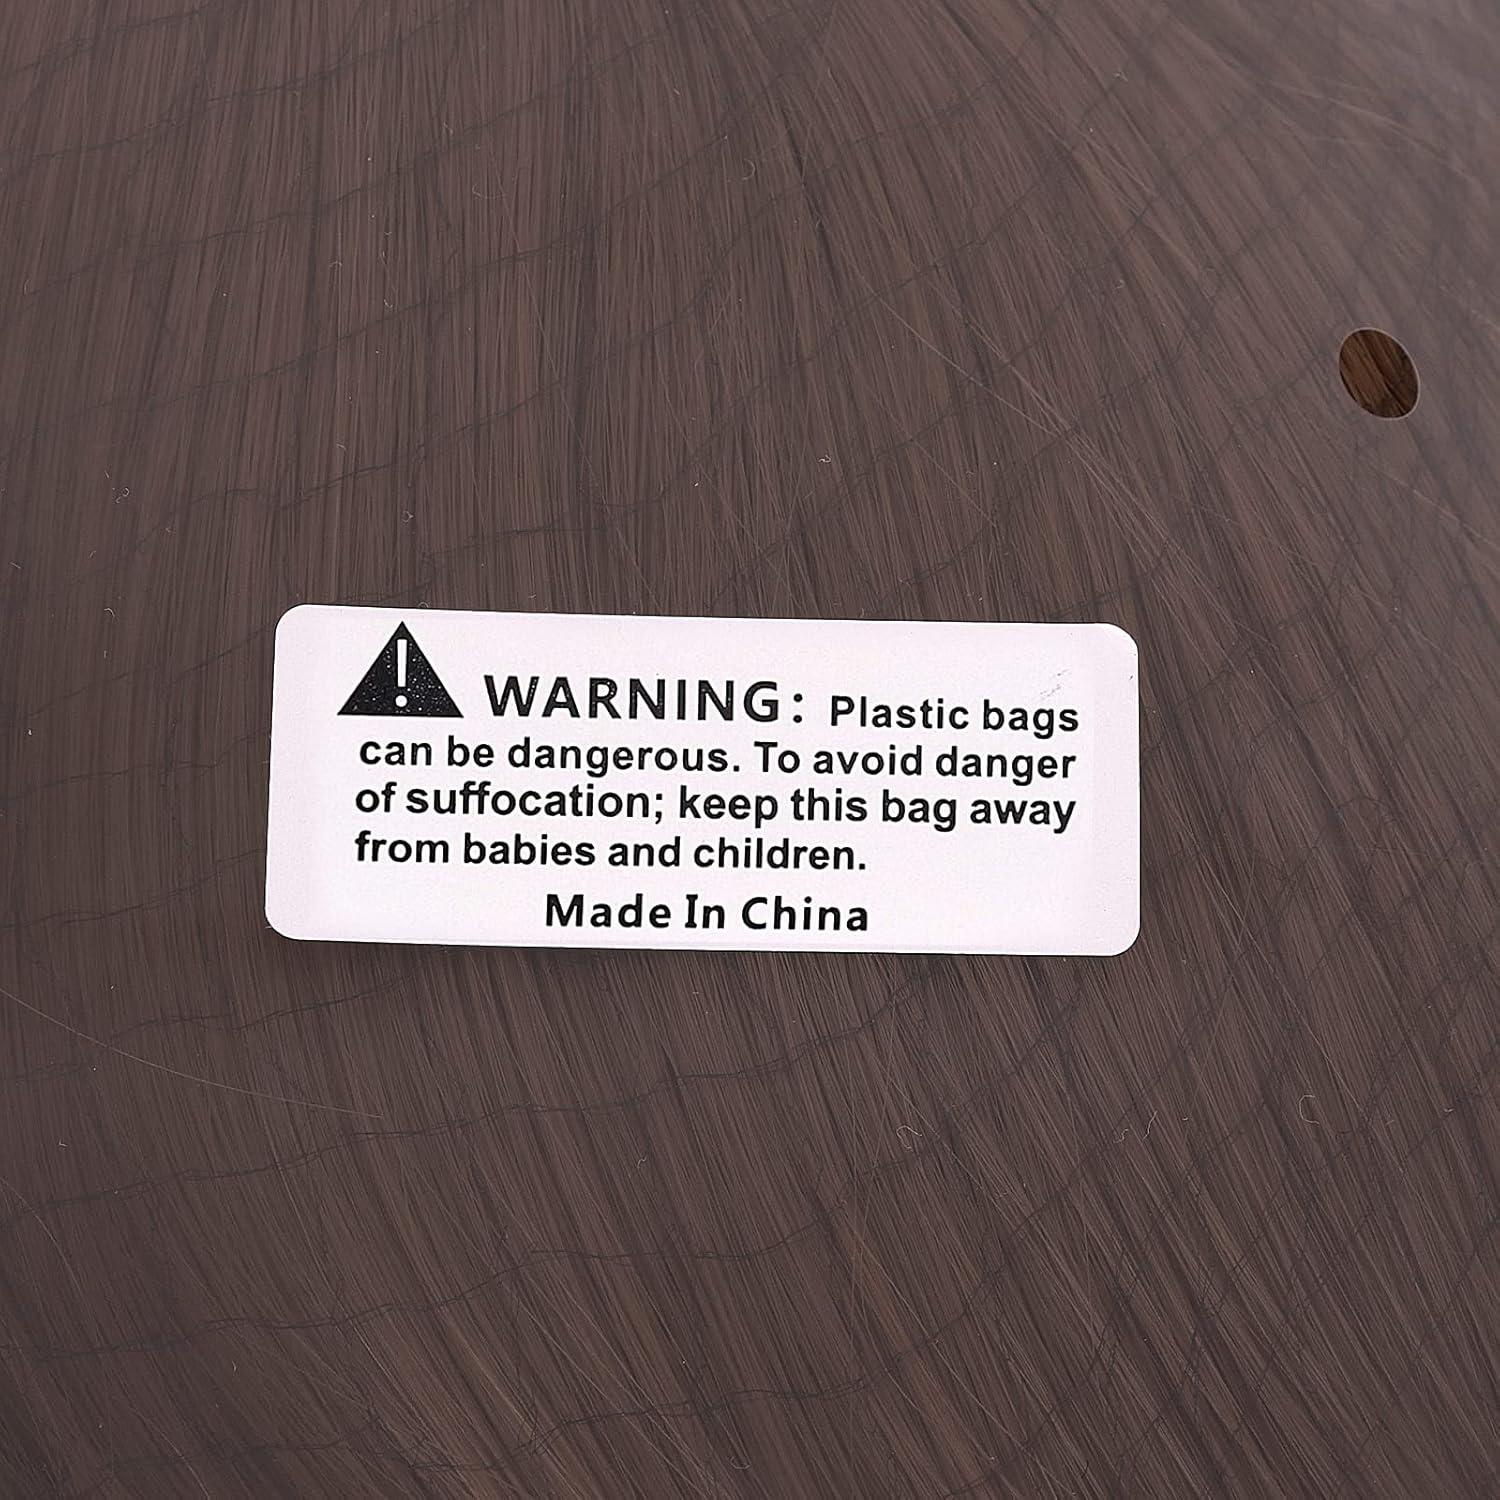 WARNING: Plastic bags
can be dangerous. To avoid danger
of suffocation; keep this bag away
from babies and children.
Made In China